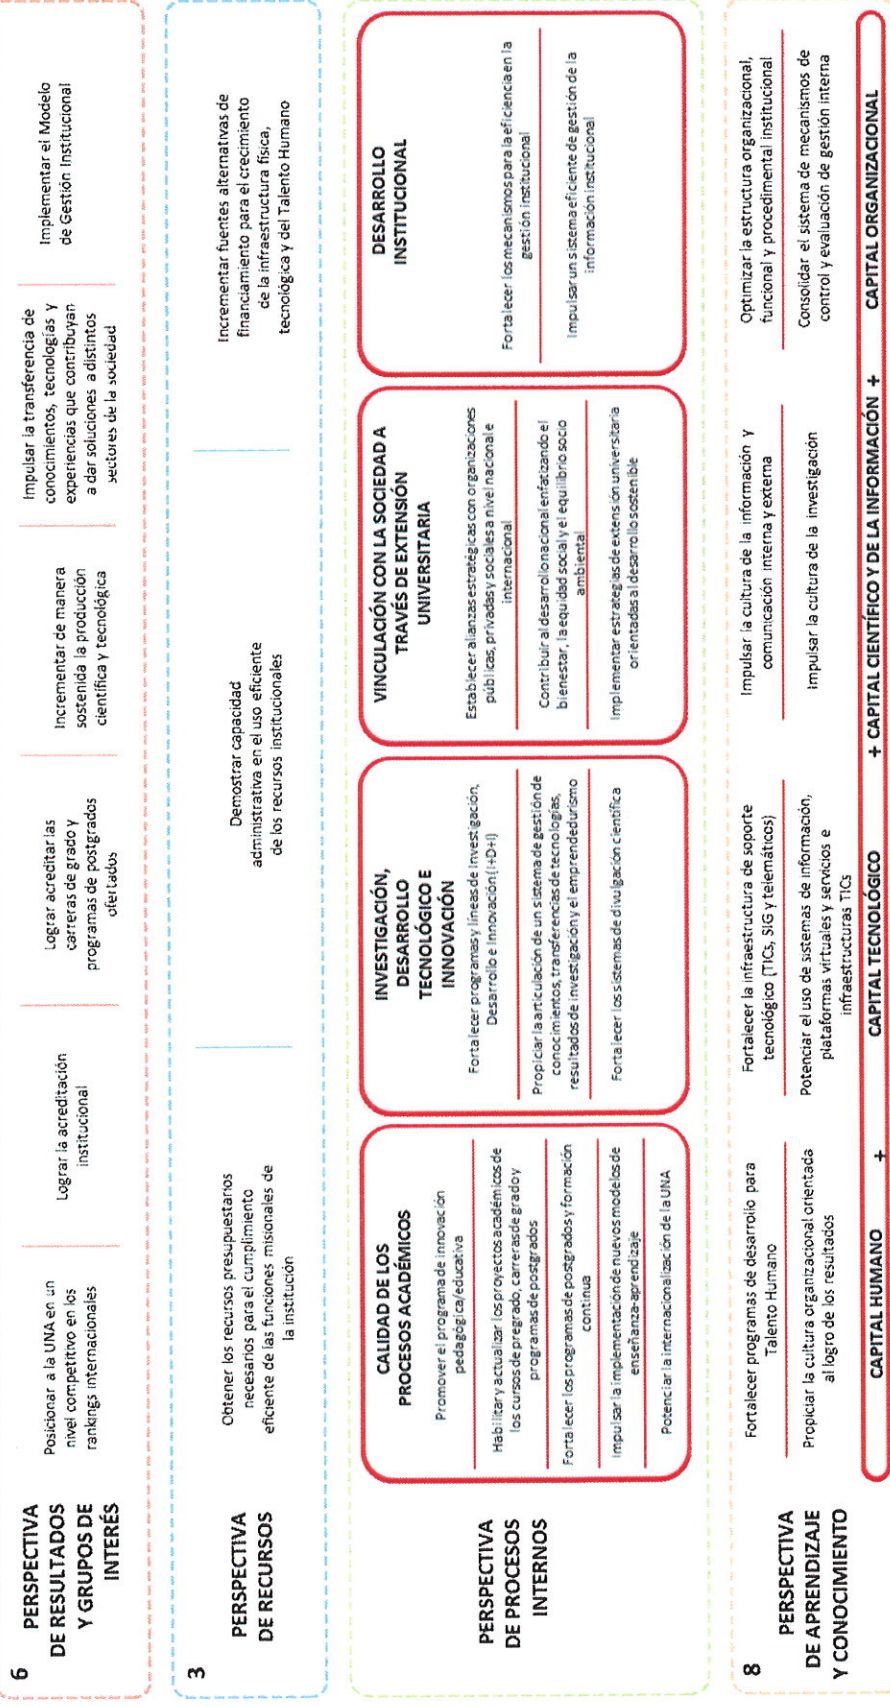 6
PERSPECTIVA
DE RESULTADOS
Y GRUPOS DE
INTERÉS
Posicionar a la UNA en un
nivel competitivo en los
rankings internacionales
Lograr la acreditación
institucional
Lograr acreditar las
carreras de grado y
programas de postgrados
ofertados
Incrementar de manera
sostenida la producción
científica y tecnológica
Impulsar la transferencia de
conocimientos, tecnologías y
experiencias que contribuyan
a dar soluciones a distintos
sectores de la sociedad
Implementar el Modelo
de Gestión Institucional
3
PERSPECTIVA
DE RECURSOS
Obtener los recursos presupuestarios
necesarios para el cumplimiento
eficiente de las funciones misionales de
la institución
Demostrar capacidad
administrativa en el uso eficiente
de los recursos institucionales
Incrementar fuentes alternativas de
financiamiento para el crecimiento
de la infraestructura física,
tecnológica y del Talento Humano
PERSPECTIVA
DE PROCESOS
INTERNOS
CALIDAD DE LOS
PROCESOS ACADÉMICOS
Promover el programa de innovación
pedagógica/educativa
Habilitar y actualizar los proyectos académicos de
los cursos de pregrado, carreras de grado y
programas de postgrados
Fortalecer los programas de postgrados y formación
continua
Impulsar la implementación de nuevos modelos de
enseñanza-aprendizaje
Potenciar la internacionalización de la UNA
INVESTIGACIÓN,
DESARROLLO
TECNOLÓGICO E
INNOVACIÓN
Fortalecer programas y líneas de Investigación,
Desarrollo e Innovación (I+D+I)
Propiciar la articulación de un sistema de gestión de
conocimientos, transferencias de tecnologías,
resultados de investigación y el emprendedurismo
Fortalecer los sistemas de divulgación científica
VINCULACIÓN CON LA SOCIEDAD A
TRAVÉS DE EXTENSIÓN
UNIVERSITARIA
Establecer alianzas estratégicas con organizaciones
públicas, privadas y sociales a nivel nacional e
internacional
Contribuir al desarrollo nacional enfatizando el
bienestar, la equidad social y el equilibrio socio
ambiental
Implementar estrategias de extensión universitaria
orientadas al desarrollo sostenible
DESARROLLO
INSTITUCIONAL
Fortalecer los mecanismos para la eficiencia en la
gestión institucional
Impulsar un sistema eficiente de gestión de la
información institucional
8
PERSPECTIVA
DE APRENDIZAJE
Y CONOCIMIENTO
Fortalecer programas de desarrollo para
Talento Humano
Propiciar la cultura organizacional orientada
al logro de los resultados
Fortalecer la infraestructura de soporte
tecnológico (TICs, SIG y telemáticos)
Potenciar el uso de sistemas de información,
plataformas virtuales y servicios e
infraestructuras TICs
Impulsar la cultura de la información y
comunicación interna y externa
Impulsar la cultura de la investigación
Optimizar la estructura organizacional,
funcional y procedimental institucional
Consolidar el sistema de mecanismos de
control y evaluación de gestión interna
CAPITAL HUMANO + CAPITAL TECNOLÓGICO + CAPITAL CIENTÍFICO Y DE LA INFORMACIÓN + CAPITAL ORGANIZACIONAL